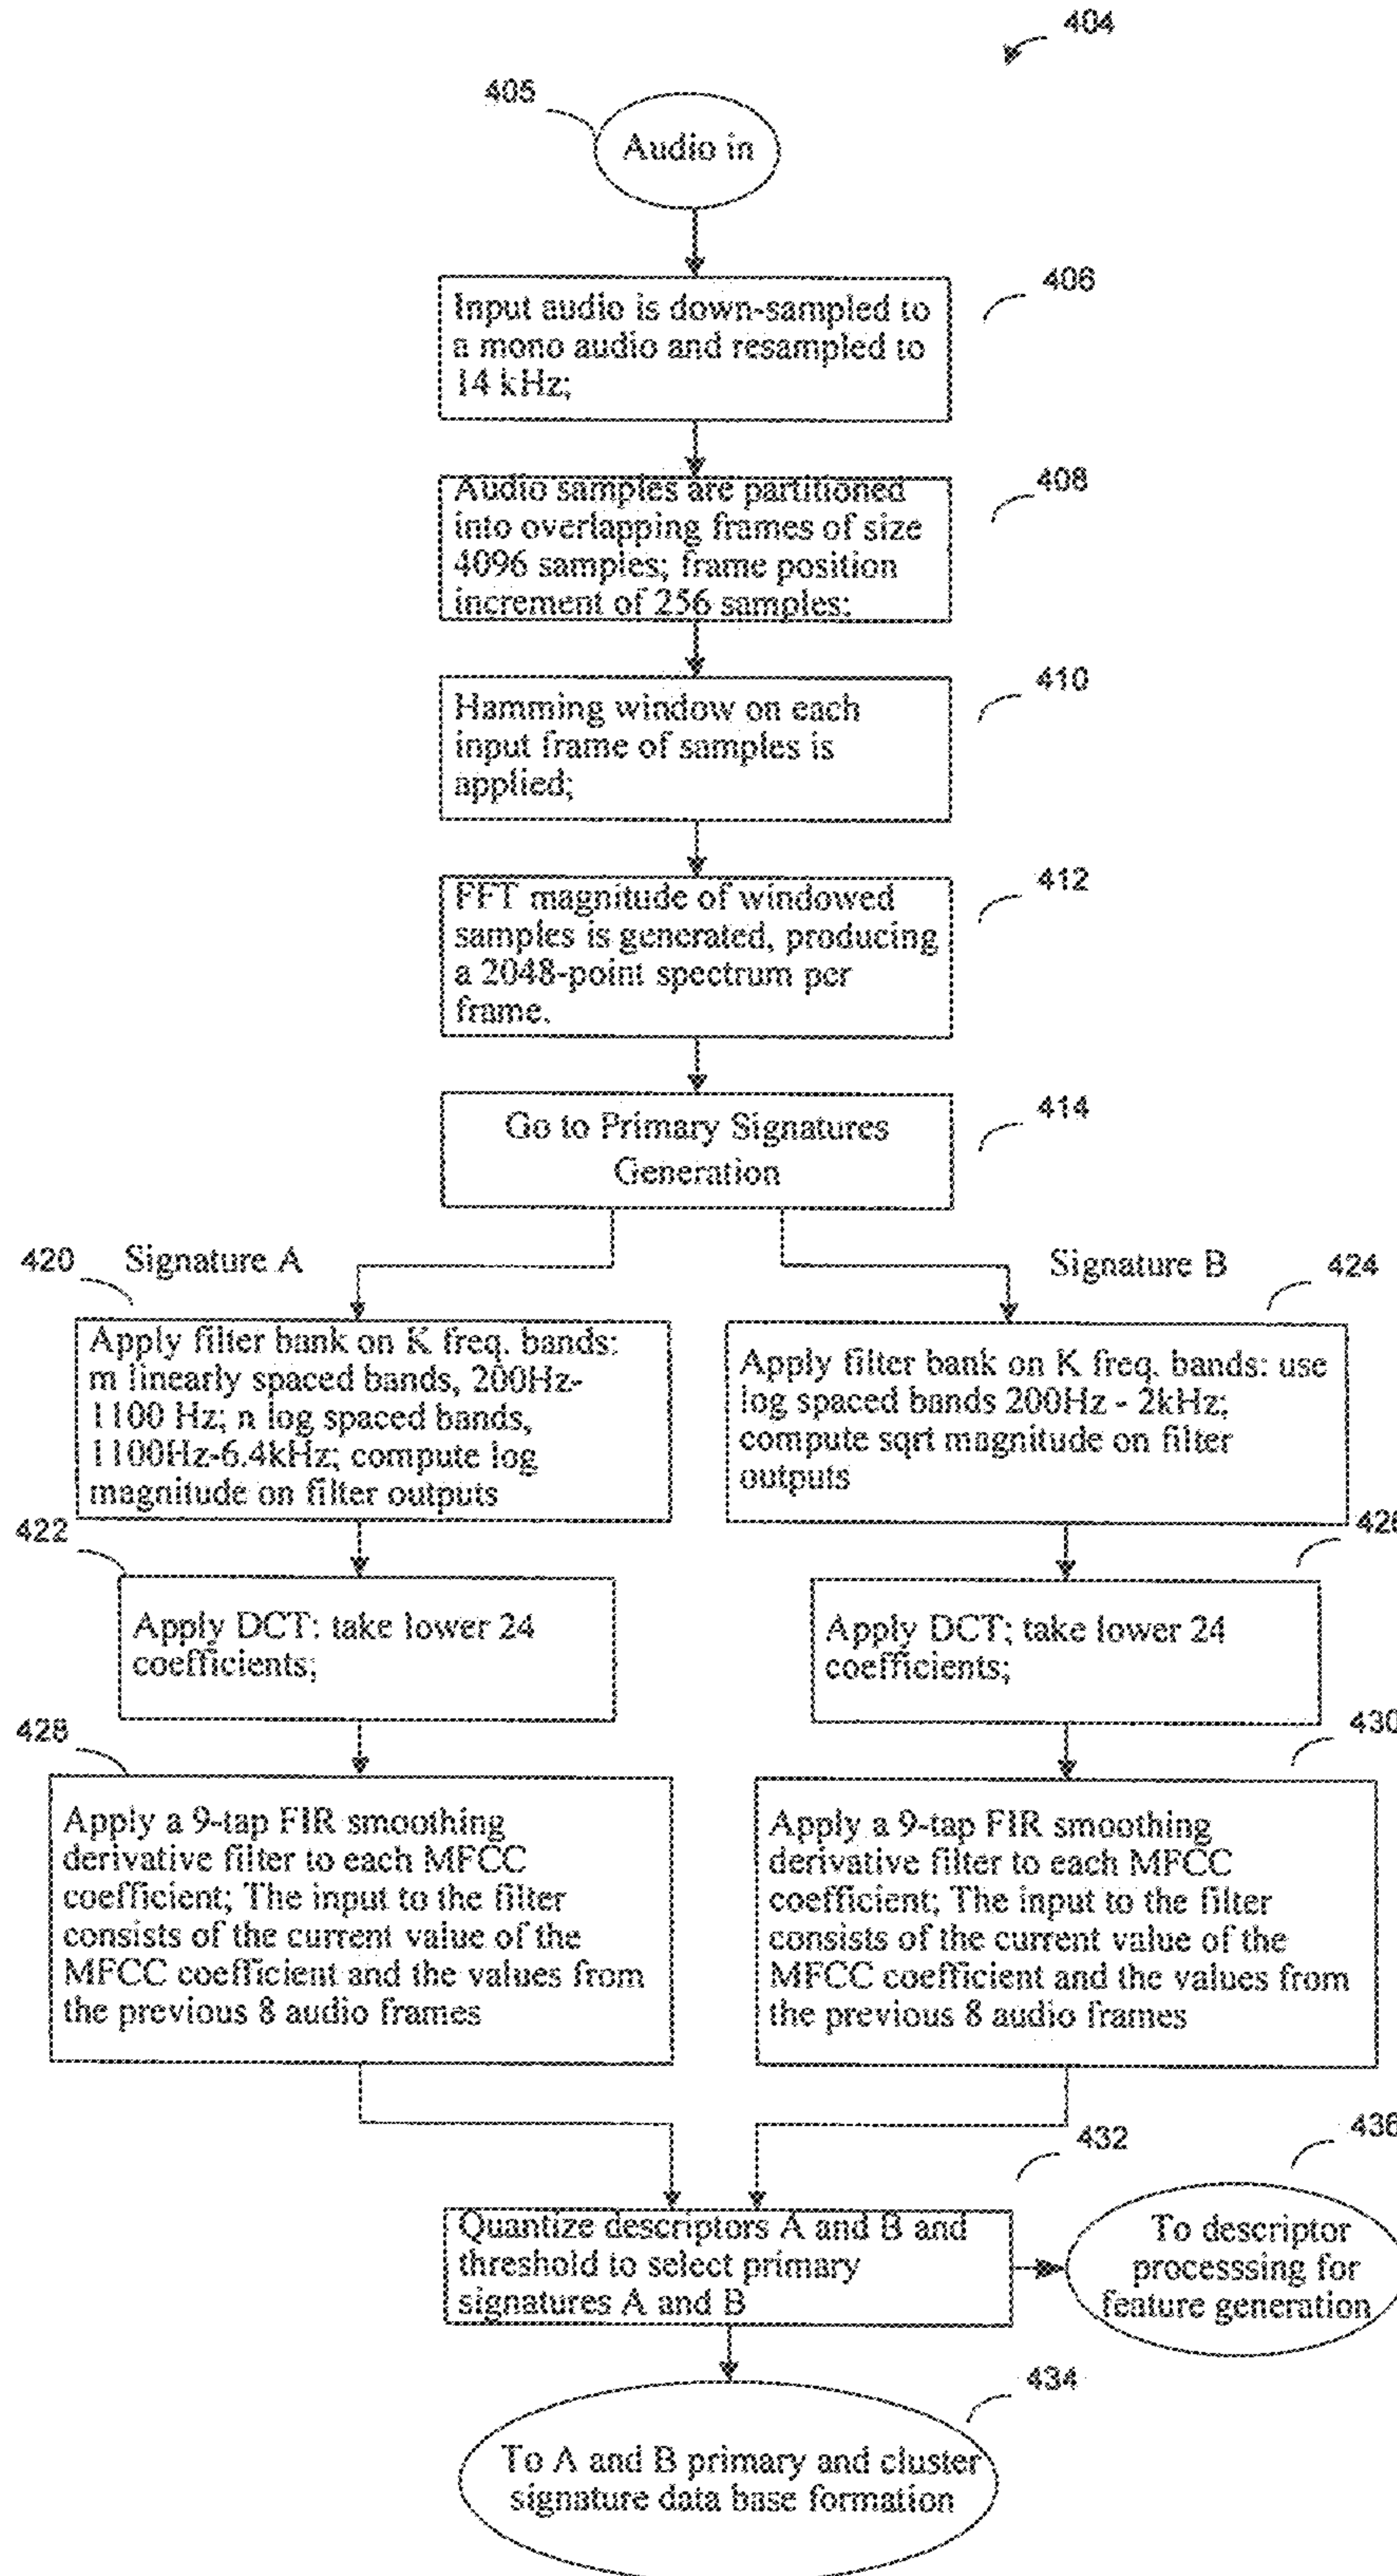 404
405
Audio in
406
Input audio is down-sampled to
a mono audio and resampled to
14 kHz;
408
Audio samples are partitioned
into overlapping frames of size
4096 samples; frame position
increment of 256 samples;
410
Hamming window on each
input frame of samples is
applied;
412
FFT magnitude of windowed
samples is generated, producing
a 2048-point spectrum per
frame.
414
Go to Primary Signatures
Generation
420
Signature A
Apply filter bank on K freq. bands:
m linearly spaced bands, 200Hz-
1100 Hz; n log spaced bands,
1100Hz-6.4kHz; compute log
magnitude on filter outputs
Signature B
424
Apply filter bank on K freq. bands: use
log spaced bands 200Hz - 2kHz;
compute sqrt magnitude on filter
outputs
422
Apply DCT: take lower 24
coefficients;
426
Apply DCT; take lower 24
coefficients;
428
Apply a 9-tap FIR smoothing
derivative filter to each MFCC
coefficient; The input to the filter
consists of the current value of the
MFCC coefficient and the values from
the previous 8 audio frames
430
Apply a 9-tap FIR smoothing
derivative filter to each MFCC
coefficient; The input to the filter
consists of the current value of the
MFCC coefficient and the values from
the previous 8 audio frames
432
Quantize descriptors A and B and
threshold to select primary
signatures A and B
436
To descriptor
processsing for
feature generation
434
To A and B primary and cluster
signature data base formation